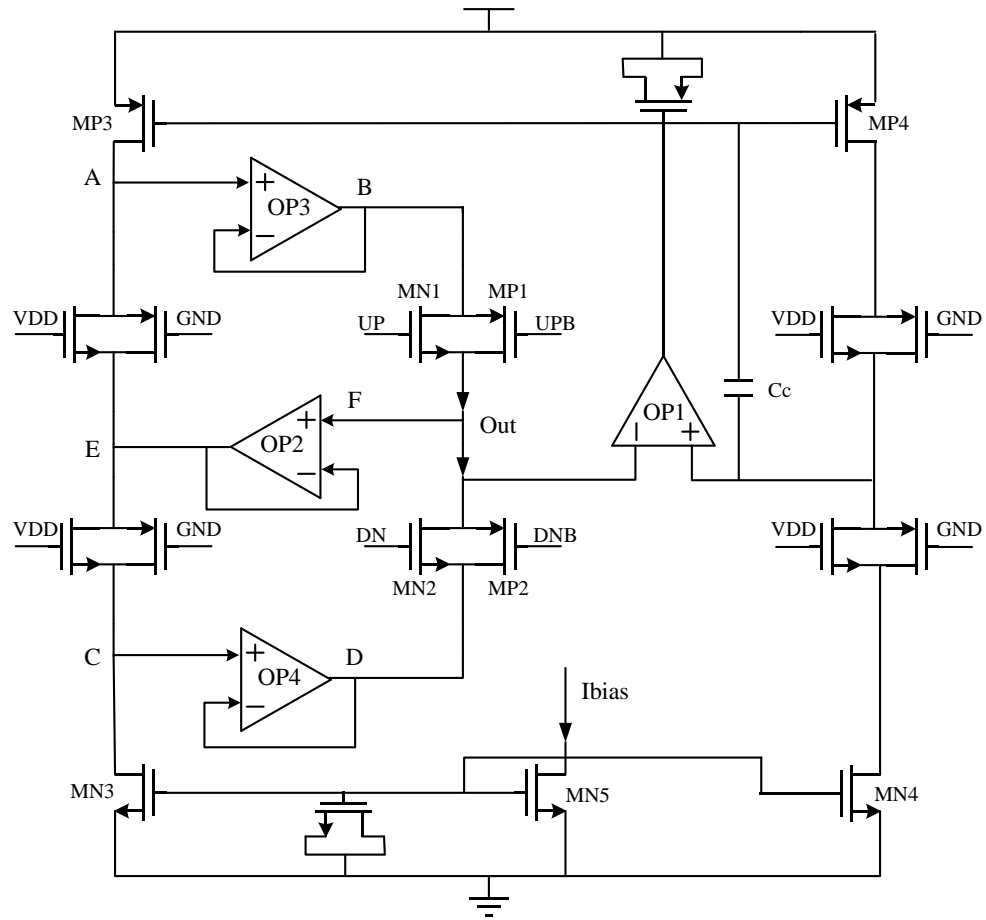 MP3
MP4
A
B
+
OP3
−
MN1
MP1
VDD
GND
UP
UPB
VDD
GND
F
Out
+
OP2
−
E
OP1
−
+
Cc
VDD
GND
DN
DNB
VDD
GND
MN2
MP2
C
+
OP4
−
D
Ibias
MN3
MN5
MN4